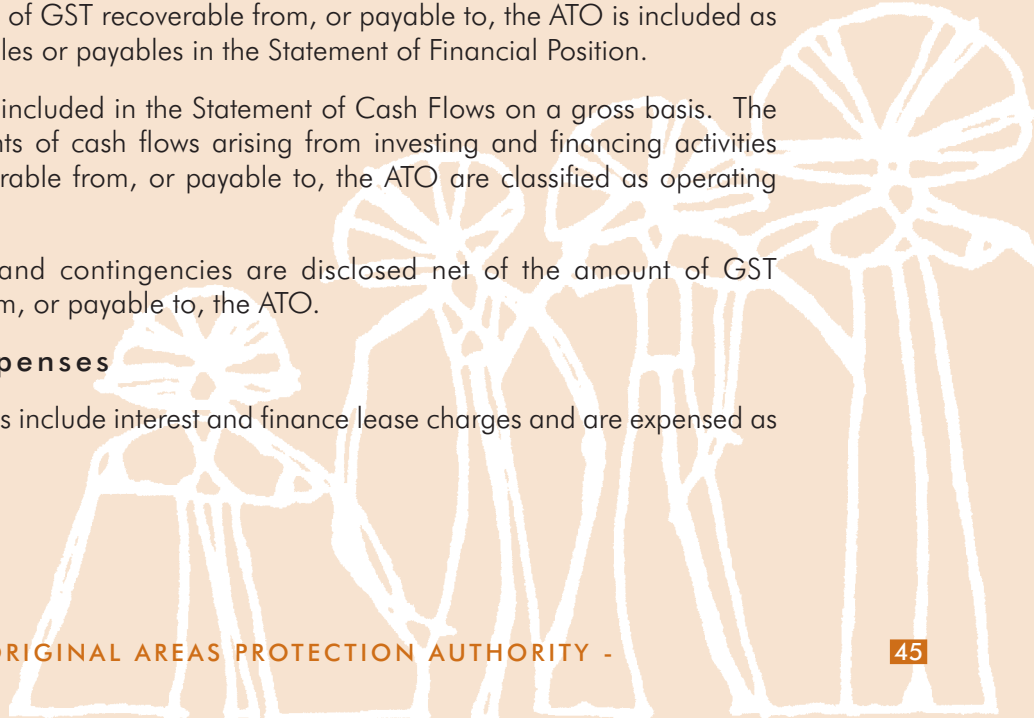 of GST recoverable from, or payable to, the ATO is included as
les or payables in the Statement of Financial Position.
included in the Statement of Cash Flows on a gross basis. The
nts of cash flows arising from investing and financing activities
rable from, or payable to, the ATO are classified as operating
and contingencies are disclosed net of the amount of GST
m, or payable to, the ATO.
penses
s include interest and finance lease charges and are expensed as
ORIGINAL AREAS PROTECTION AUTHORITY - 45